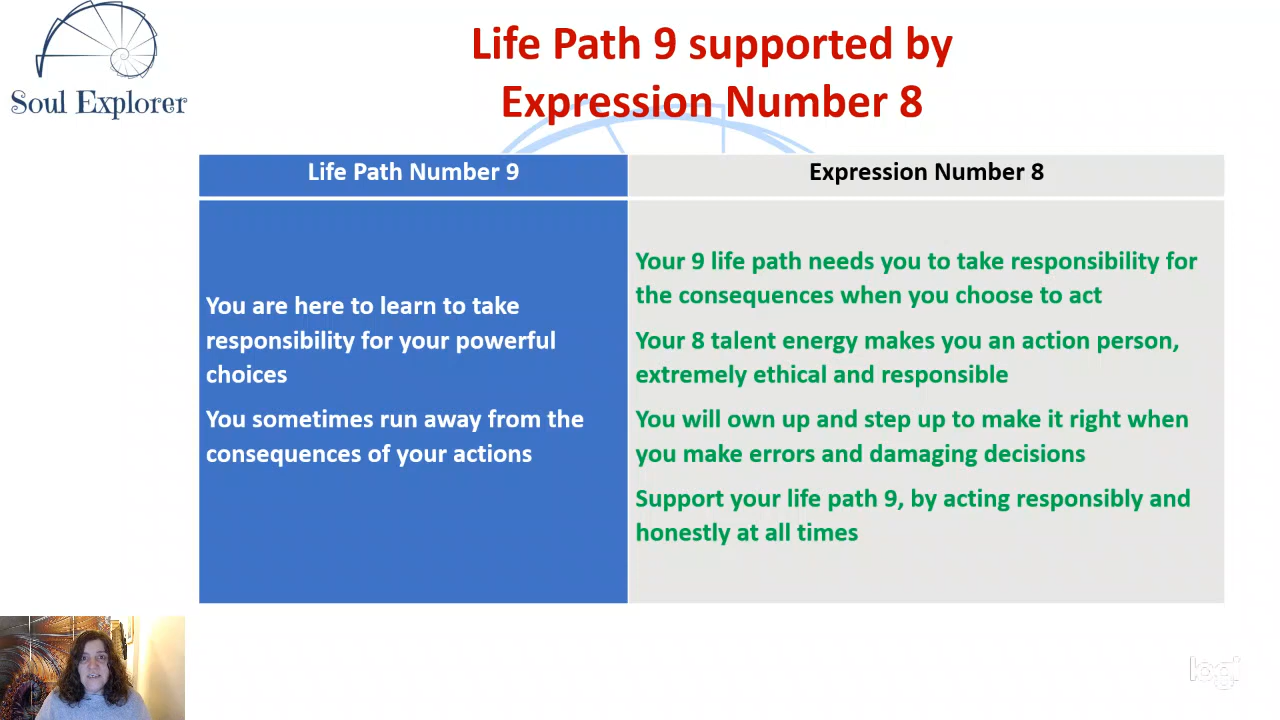 Soul Explorer
Life Path 9 supported by
Expression Number 8
Life Path Number 9
Expression Number 8
You are here to learn to take
responsibility for your powerful
choices
You sometimes run away from the
consequences of your actions
Your 9 life path needs you to take responsibility for
the consequences when you choose to act
Your 8 talent energy makes you an action person,
extremely ethical and responsible
You will own up and step up to make it right when
you make errors and damaging decisions
Support your life path 9, by acting responsibly and
honestly at all times
logi